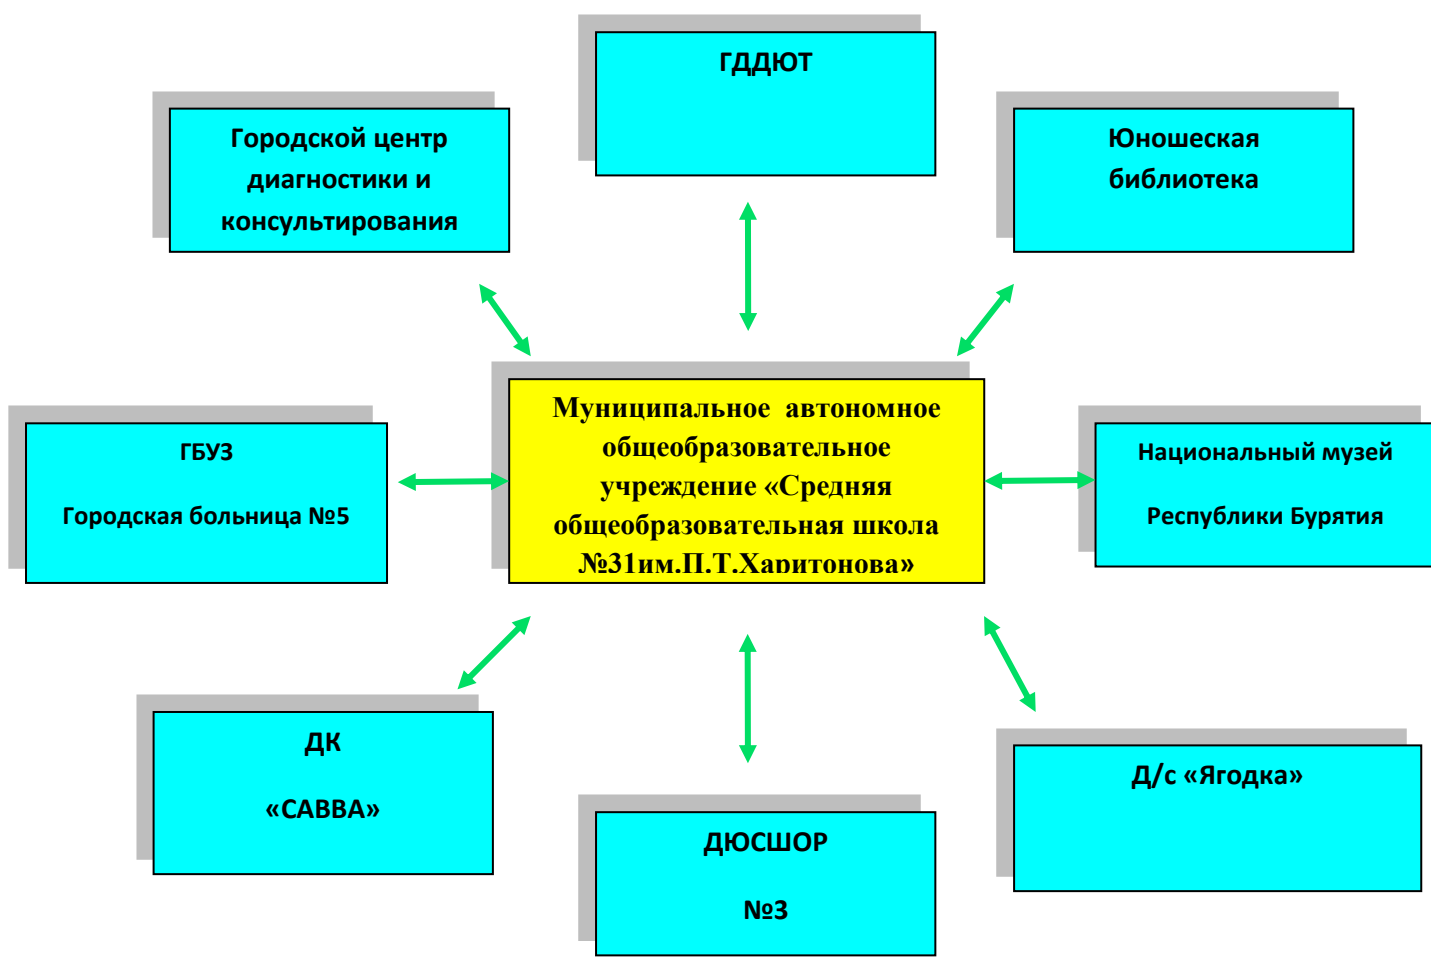 ГДДЮТ
Городской центр
диагностики и
консультирования
Юношеская
библиотека
Муниципальное автономное
общеобразовательное
учреждение «Средняя
общеобразовательная школа
№31им.П.Т.Харитонова»
ГБУЗ
Городская больница №5
Национальный музей
Республики Бурятия
ДК
«САВВА»
ДЮСШОР
№3
Д/с «Ягодка»